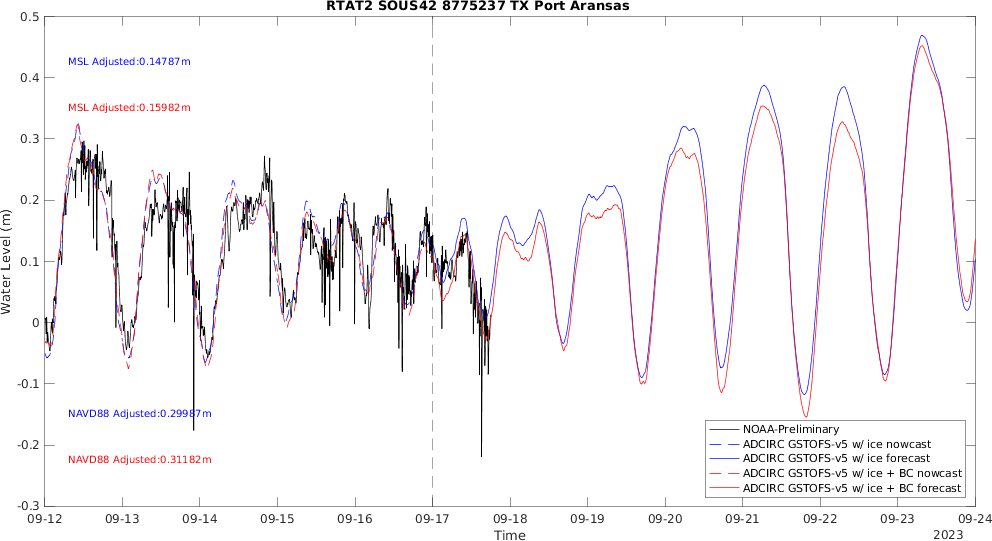 RTAT2 SOUS42 8775237 TX Port Aransas
Water Level (m)
0.5
0.4
0.3
0.2
0.1
0
-0.1
-0.2
-0.3
MSL Adjusted:0.14787m
MSL Adjusted:0.15982m
NAVD88 Adjusted:0.29987m
NAVD88 Adjusted:0.31182m
NOAA-Preliminary
ADCIRC GSTOFS-v5 w/ ice nowcast
ADCIRC GSTOFS-v5 w/ ice forecast
ADCIRC GSTOFS-v5 w/ ice + BC nowcast
ADCIRC GSTOFS-v5 w/ ice + BC forecast
09-12 09-13 09-14 09-15 09-16 09-17 09-18 09-19 09-20 09-21 09-22 09-23 09-24
Time
2023